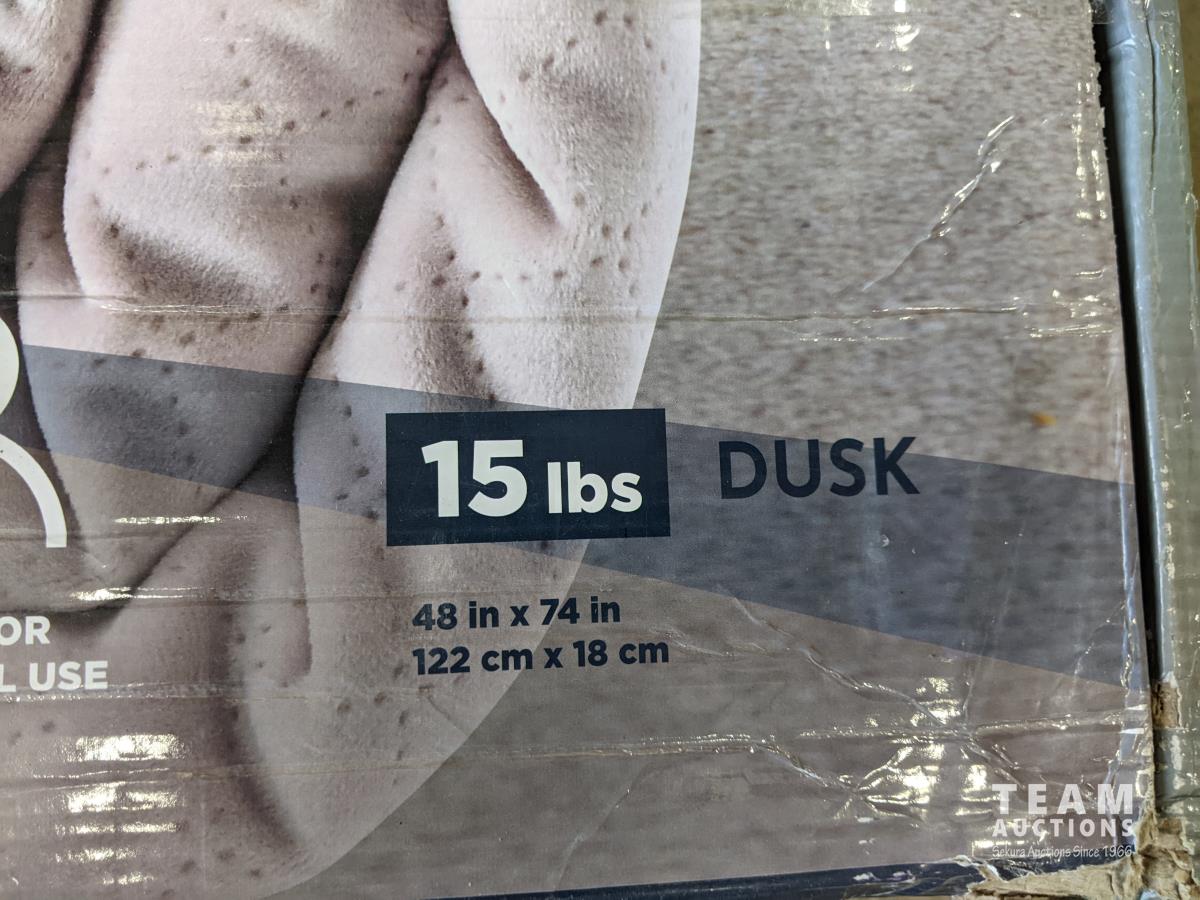 15 lbs
DUSK
48 in x 74 in
122 cm x 18 cm
OR
L USE
TEAM
AUCTIONS
Sekura Auctions Since 1966